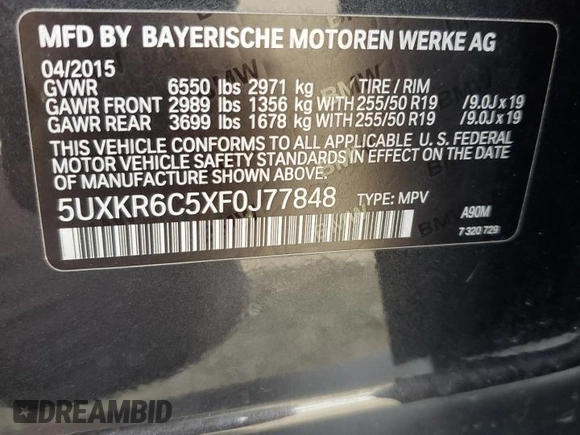 MFD BY BAYERISCHE MOTOREN WERKE AG
04/2015
GVWR 6550 lbs 2971 kg TIRE / RIM
GAWR FRONT 2989 lbs 1356 kg WITH 255/50 R19 /9.0J x 19
GAWR REAR 3699 lbs 1678 kg WITH 255/50 R19 /9.0J x 19
THIS VEHICLE CONFORMS TO ALL APPLICABLE U. S. FEDERAL
MOTOR VEHICLE SAFETY STANDARDS IN EFFECT ON THE DATE OF
MANUFACTURE SHOWN ABOVE.
5UXKR6C5XF0J77848 TYPE: MPV
A90M
7 320 729
BMW
BMW
BMW
DREAMBID